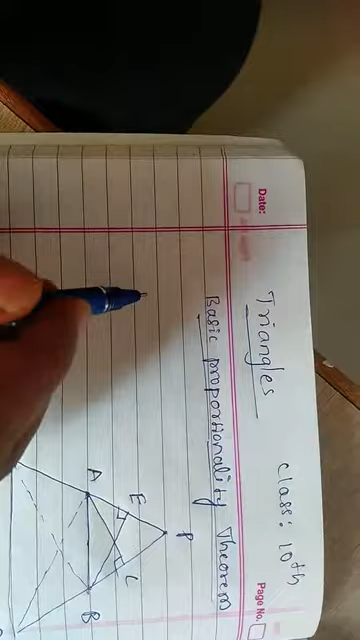 Date:
Page No.
Triangles
Class: 10th
Basic proportionality Theorem
P
E
C
A
B